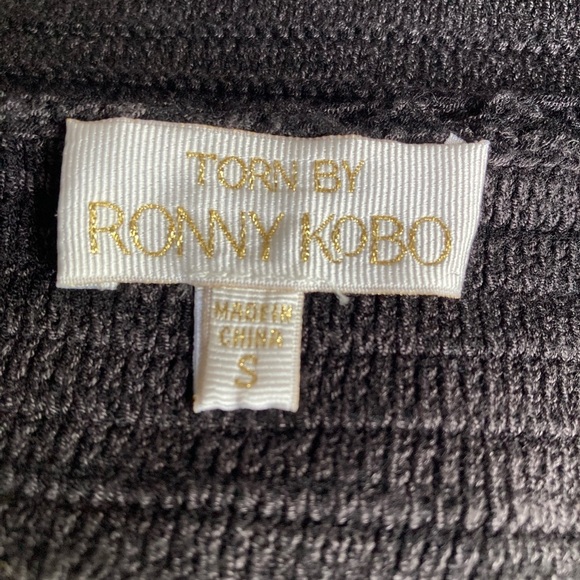 TORN BY
RONNY KOBO
MADE IN
CHINA
S